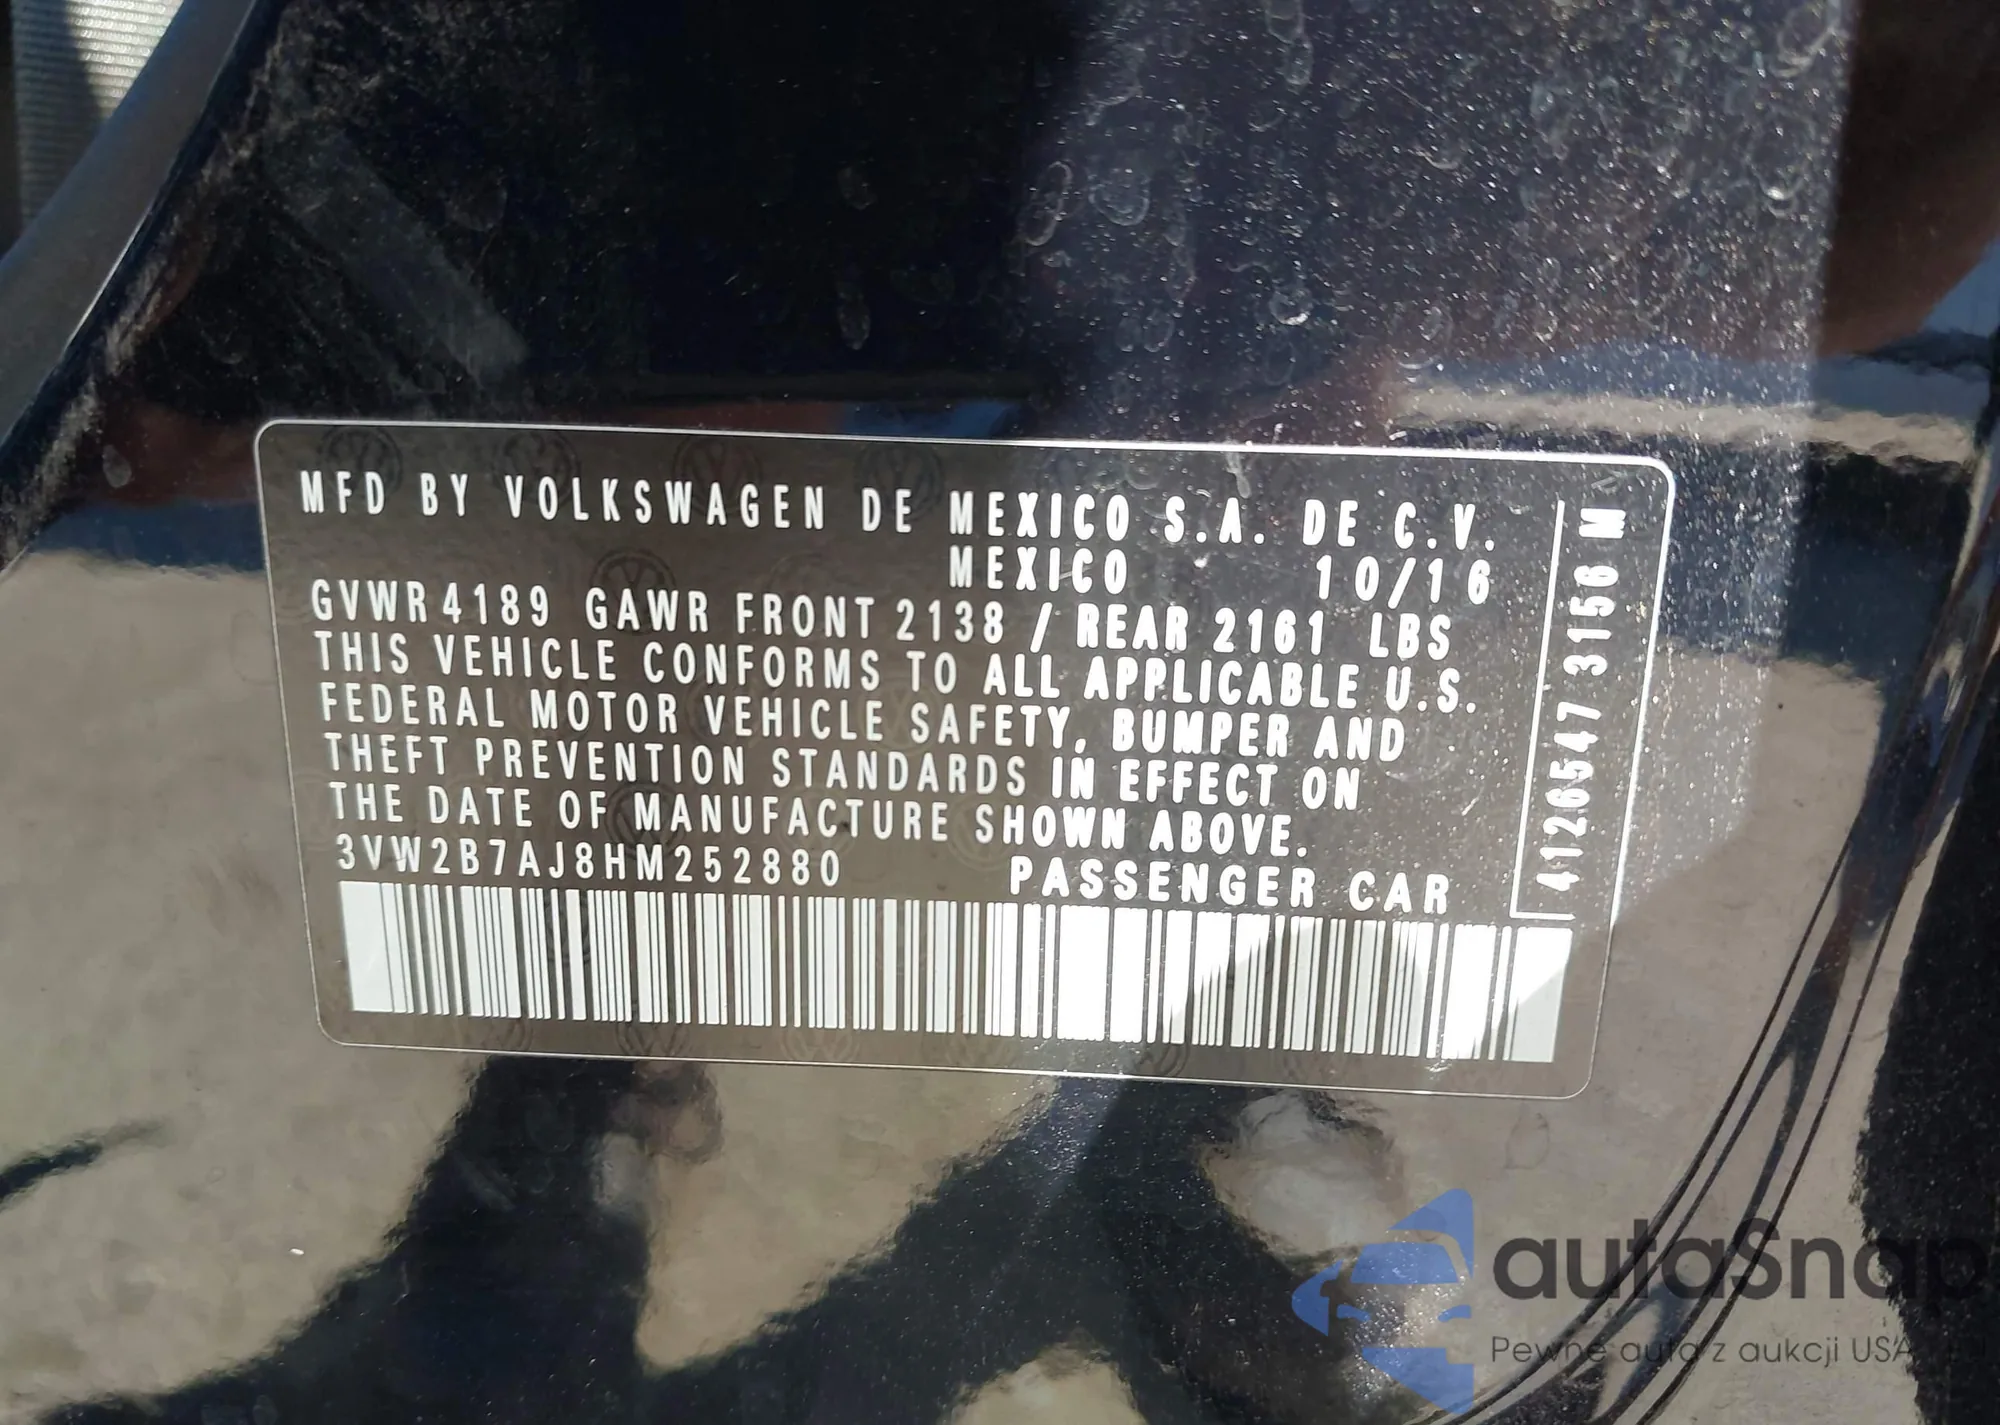 MFD BY VOLKSWAGEN DE MEXICO S.A. DE C.V.
MEXICO 10/16
GVWR 4189 GAWR FRONT 2138 / REAR 2161 LBS
THIS VEHICLE CONFORMS TO ALL APPLICABLE U.S.
FEDERAL MOTOR VEHICLE SAFETY, BUMPER AND
THEFT PREVENTION STANDARDS IN EFFECT ON
THE DATE OF MANUFACTURE SHOWN ABOVE.
3VW2B7AJ8HM252880 PASSENGER CAR
41265547 3156 M
autaSnap
Pewne auta z aukcji USA